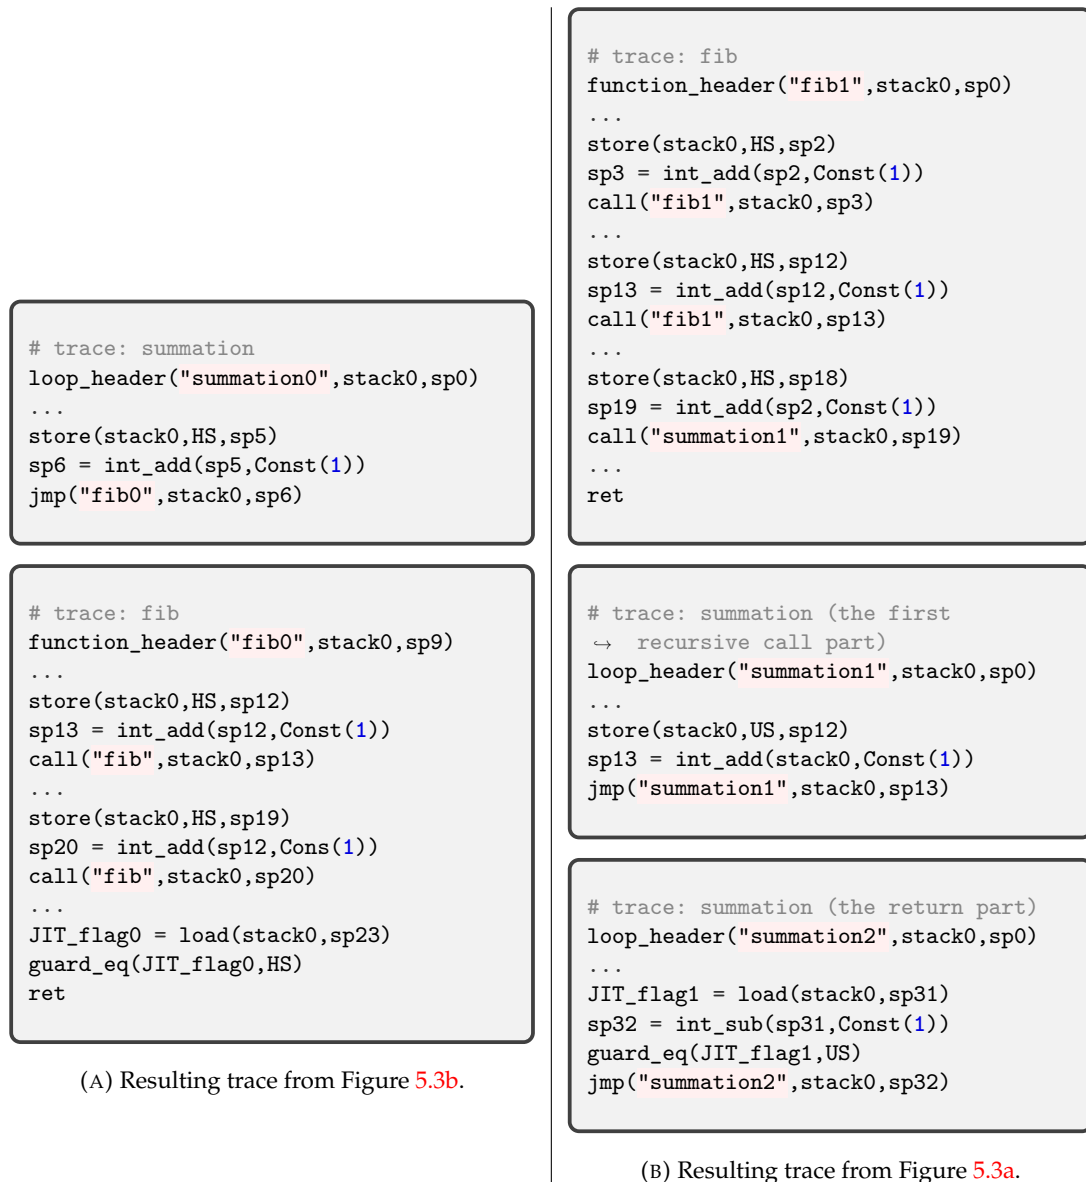 # trace: summation
loop_header("summation0",stack0,sp0)
...
store(stack0,HS,sp5)
sp6 = int_add(sp5,Const(1))
jmp("fib0",stack0,sp6)
# trace: fib
function_header("fib0",stack0,sp9)
...
store(stack0,HS,sp12)
sp13 = int_add(sp12,Const(1))
call("fib",stack0,sp13)
...
store(stack0,HS,sp19)
sp20 = int_add(sp12,Cons(1))
call("fib",stack0,sp20)
...
JIT_flag0 = load(stack0,sp23)
guard_eq(JIT_flag0,HS)
ret
(A) Resulting trace from Figure 5.3b.
# trace: fib
function_header("fib1",stack0,sp0)
...
store(stack0,HS,sp2)
sp3 = int_add(sp2,Const(1))
call("fib1",stack0,sp3)
...
store(stack0,HS,sp12)
sp13 = int_add(sp12,Const(1))
call("fib1",stack0,sp13)
...
store(stack0,HS,sp18)
sp19 = int_add(sp2,Const(1))
call("summation1",stack0,sp19)
...
ret
# trace: summation (the first
↪ recursive call part)
loop_header("summation1",stack0,sp0)
...
store(stack0,US,sp12)
sp13 = int_add(stack0,Const(1))
jmp("summation1",stack0,sp13)
# trace: summation (the return part)
loop_header("summation2",stack0,sp0)
...
JIT_flag1 = load(stack0,sp31)
sp32 = int_sub(sp31,Const(1))
guard_eq(JIT_flag1,US)
jmp("summation2",stack0,sp32)
(B) Resulting trace from Figure 5.3a.